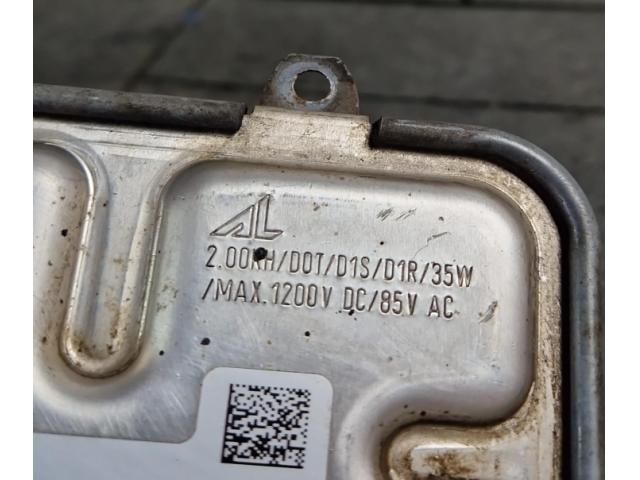 AL
2.00KH/DOT/D1S/D1R/35W
/MAX.1200V DC/85V AC